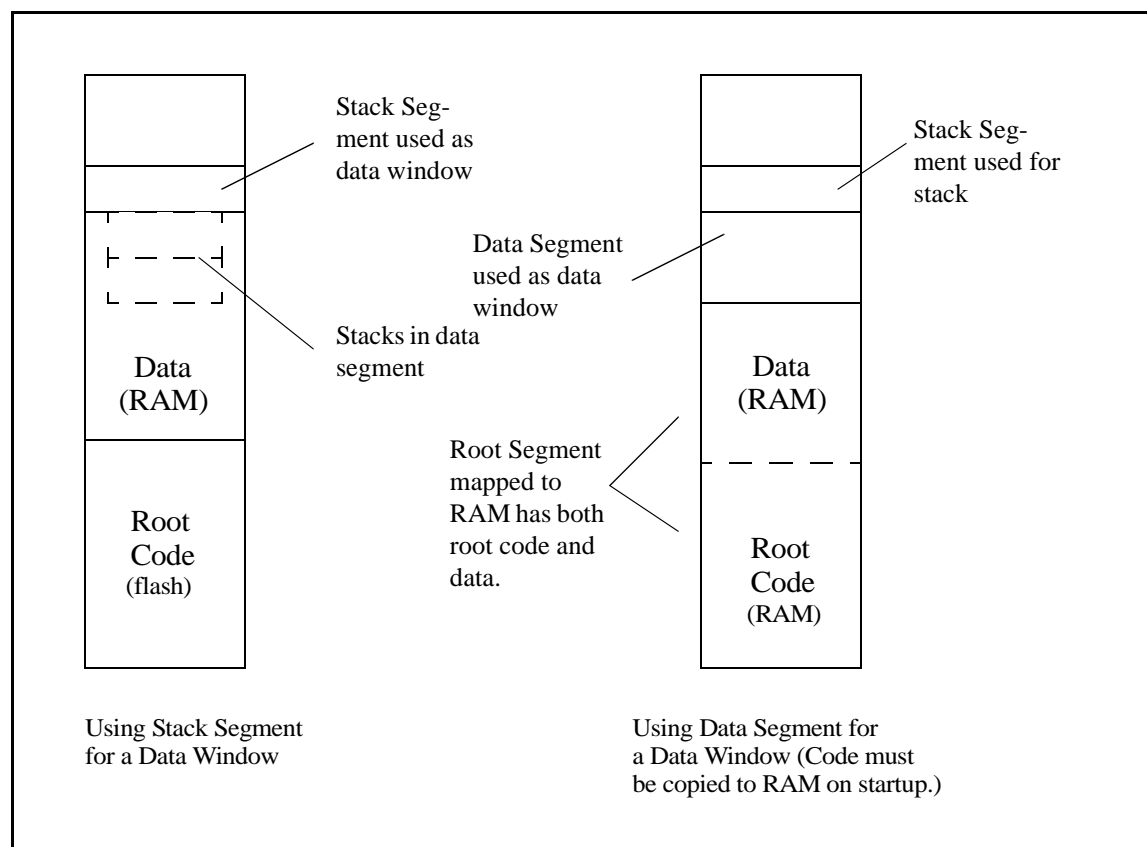 Stack Seg-
ment used as
data window
Stacks in data
segment
Data
(RAM)
Root
Code
(flash)
Using Stack Segment
for a Data Window
Stack Seg-
ment used for
stack
Data Segment
used as data
window
Data
(RAM)
Root Segment
mapped to
RAM has both
root code and
data.
Root
Code
(RAM)
Using Data Segment for
a Data Window (Code must
be copied to RAM on startup.)